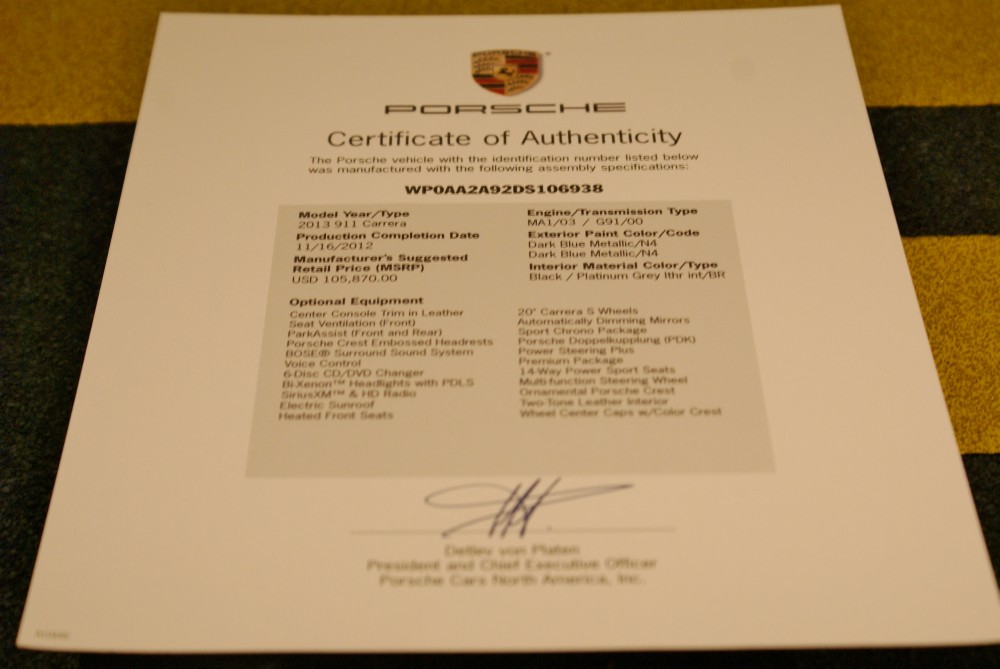 PORSCHE
Certificate of Authenticity
The Porsche vehicle with the identification number listed below
was manufactured with the following assembly specifications:
WP0AA2A92DS106938
Model Year/Type
2013 911 Carrera
Production Completion Date
11/16/2012
Manufacturer's Suggested
Retail Price (MSRP)
USD 105,870.00
Engine/Transmission Type
MA1/03 / G91/00
Exterior Paint Color/Code
Dark Blue Metallic/N4
Dark Blue Metallic/N4
Interior Material Color/Type
Black / Platinum Grey lthr int/BR
Optional Equipment
Center Console Trim in Leather
Seat Ventilation (Front)
ParkAssist (Front and Rear)
Porsche Crest Embossed Headrests
BOSE® Surround Sound System
Voice Control
6-Disc CD/DVD Changer
Bi-Xenon™ Headlights with PDLS
SiriusXM™ & HD Radio
Electric Sunroof
Heated Front Seats
20" Carrera S Wheels
Automatically Dimming Mirrors
Sport Chrono Package
Porsche Doppelkupplung (PDK)
Power Steering Plus
Premium Package
14-Way Power Sport Seats
Multifunction Steering Wheel
Ornamental Porsche Crest
Two-Tone Leather Interior
Wheel Center Caps w/Color Crest
Detlev von Platen
President and Chief Executive Officer
Porsche Cars North America, Inc.